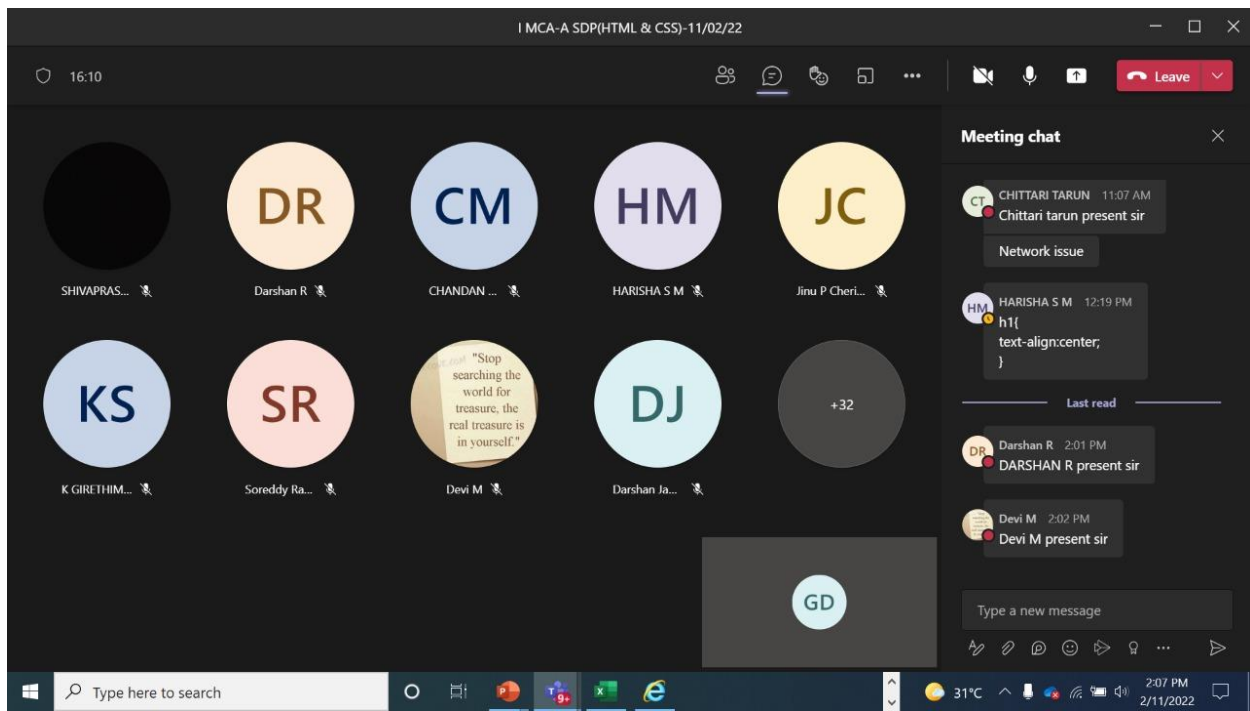 I MCA-A SDP(HTML & CSS)-11/02/22
16:10
Leave
DR
CM
HM
JC
SHIVAPRAS...
Darshan R
CHANDAN ...
HARISHA S M
Jinu P Cheri...
KS
SR
"Stop
searching the
world for
treasure, the
real treasure is
in yourself."
DJ
+32
K GIRETHIM...
Soreddy Ra...
Devi M
Darshan Ja...
GD
Meeting chat
CT
CHITTARI TARUN 11:07 AM
Chittari tarun present sir
Network issue
HM
HARISHA S M 12:19 PM
h1{
text-align:center;
}
Last read
DR
Darshan R 2:01 PM
DARSHAN R present sir
Devi M 2:02 PM
Devi M present sir
Type a new message
Type here to search
9+
31°C
2:07 PM
2/11/2022